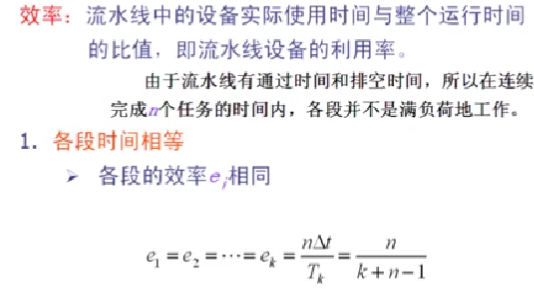 效率：流水线中的设备实际使用时间与整个运行时间
的比值，即流水线设备的利用率。
由于流水线有通过时间和排空时间，所以在连续
完成n个任务的时间内，各段并不是满负荷地工作。
1. 各段时间相等
➢ 各段的效率e_i相同
e_1 = e_2 = ⋯ = e_k = \frac{nΔt}{T_k} = \frac{n}{k+n-1}